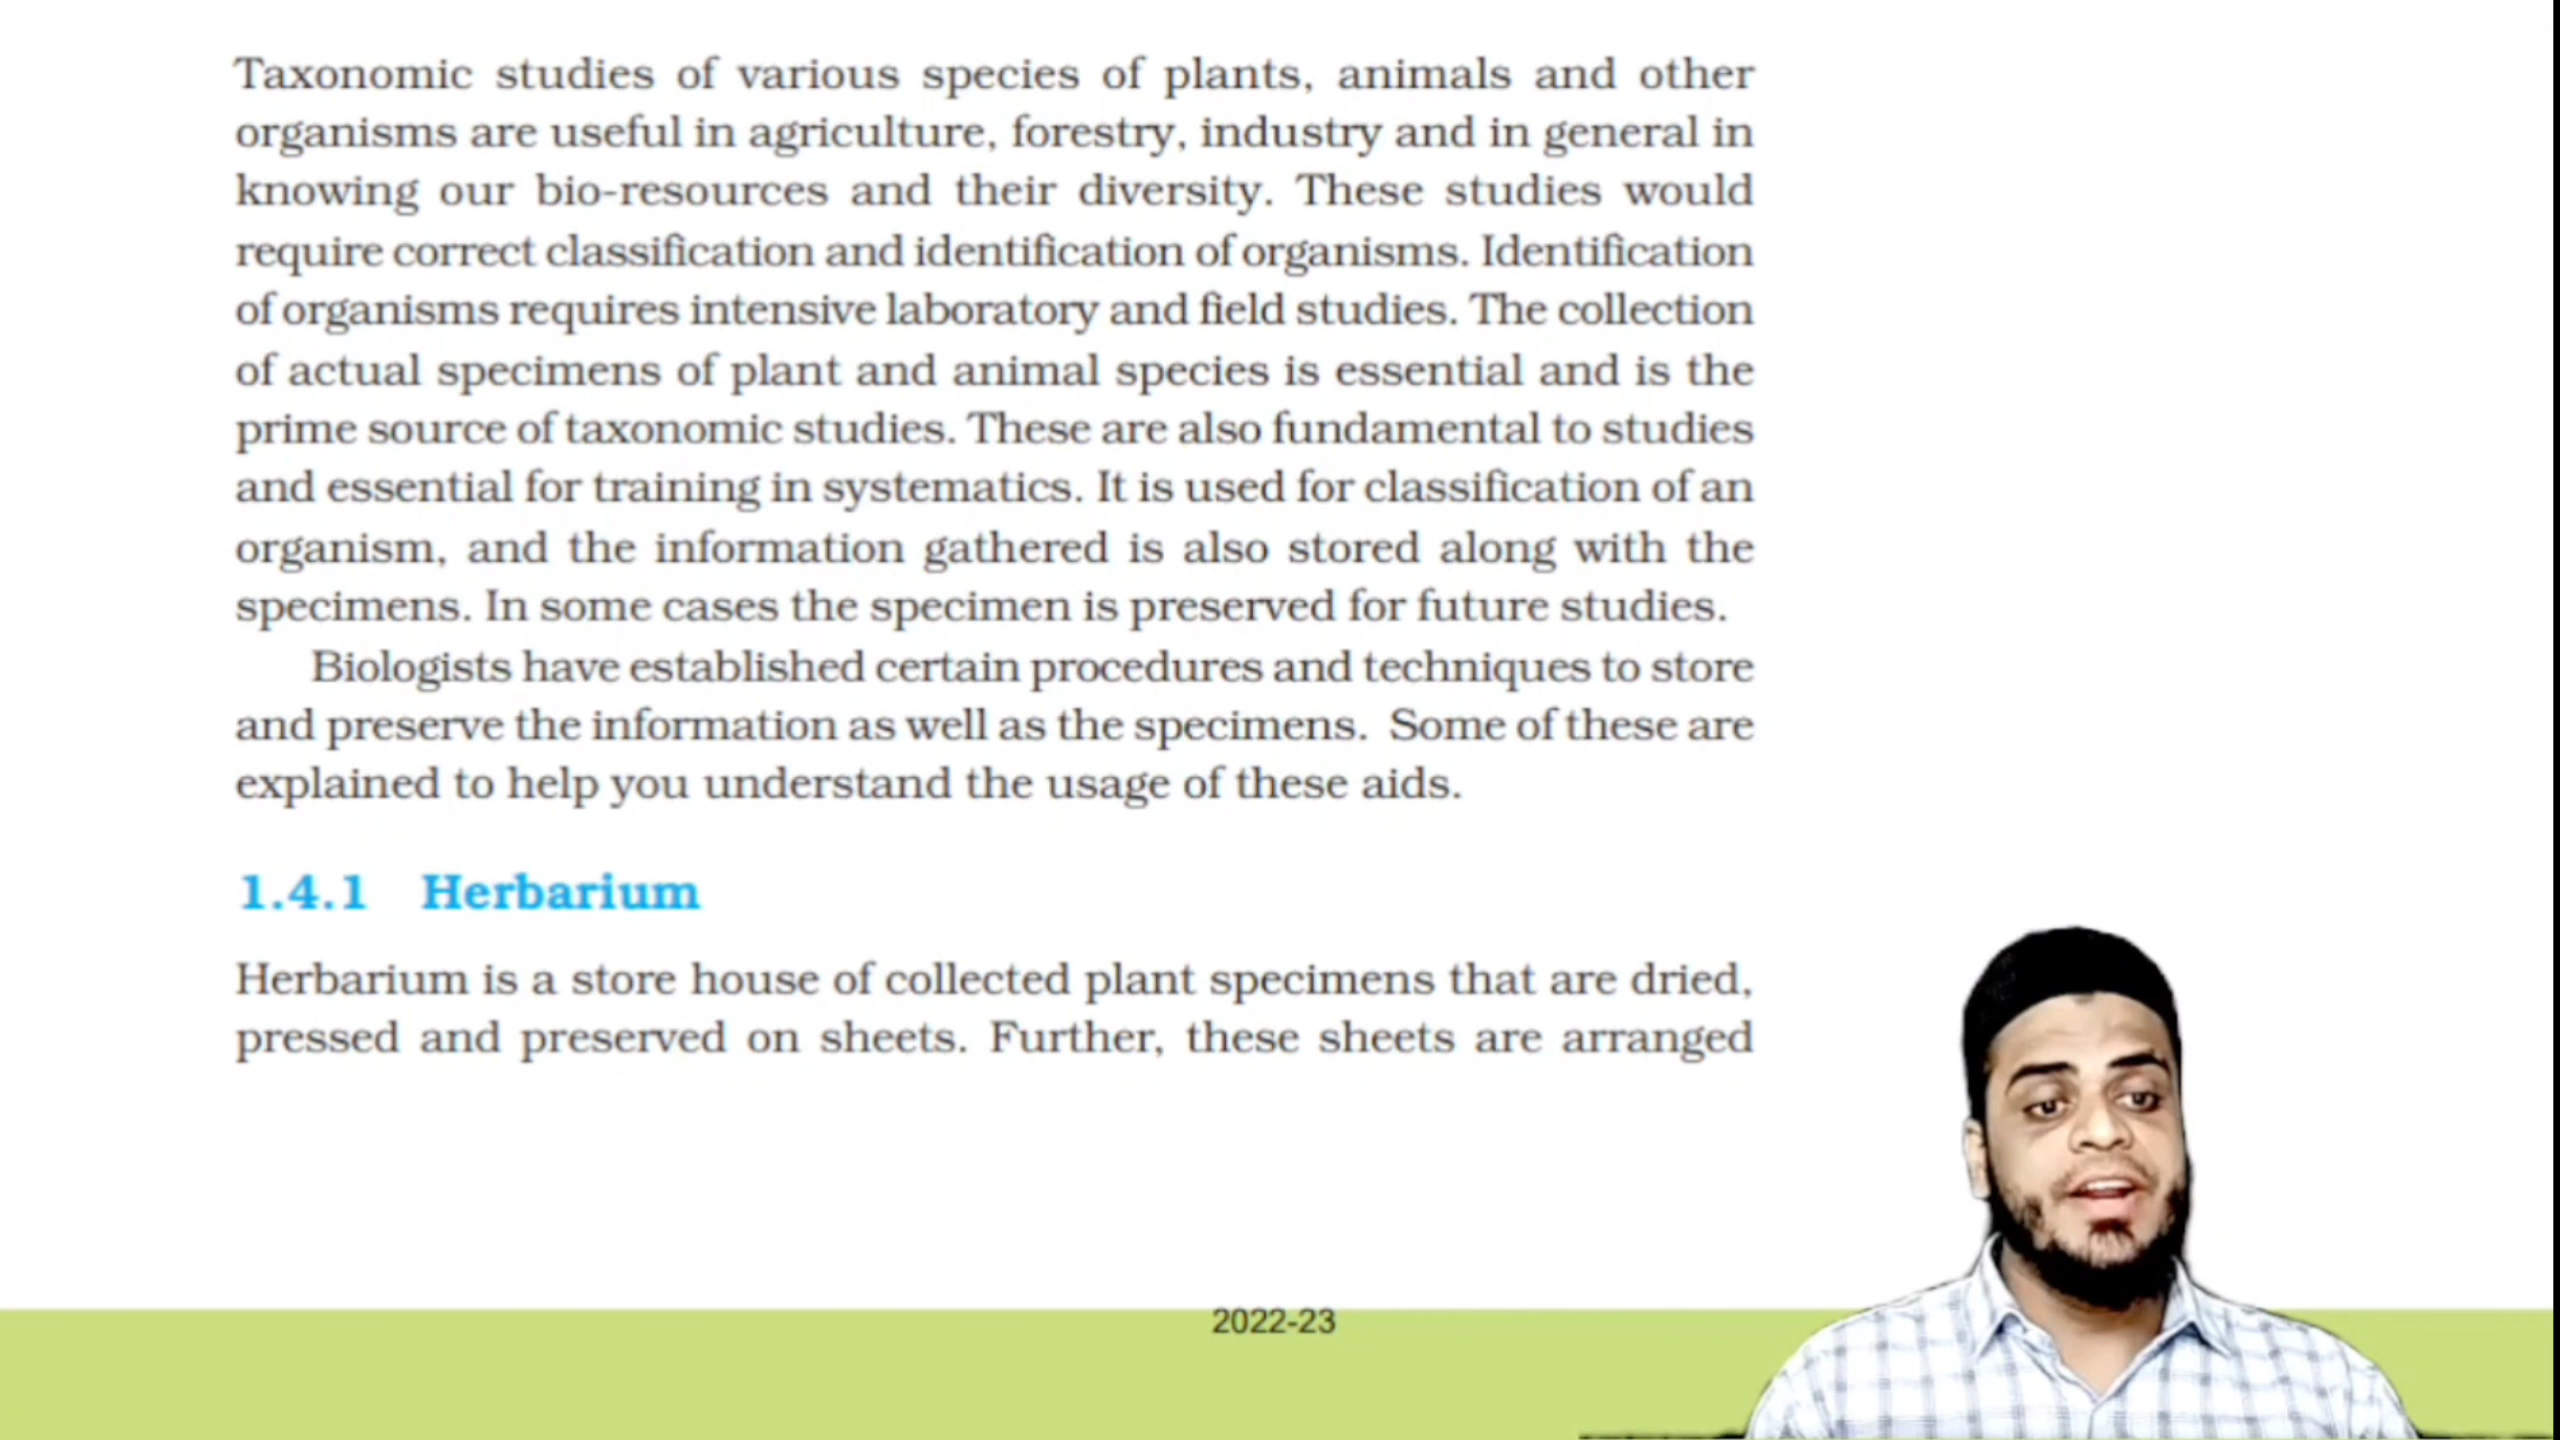 Taxonomic studies of various species of plants, animals and other
organisms are useful in agriculture, forestry, industry and in general in
knowing our bio-resources and their diversity. These studies would
require correct classification and identification of organisms. Identification
of organisms requires intensive laboratory and field studies. The collection
of actual specimens of plant and animal species is essential and is the
prime source of taxonomic studies. These are also fundamental to studies
and essential for training in systematics. It is used for classification of an
organism, and the information gathered is also stored along with the
specimens. In some cases the specimen is preserved for future studies.
Biologists have established certain procedures and techniques to store
and preserve the information as well as the specimens. Some of these are
explained to help you understand the usage of these aids.
1.4.1 Herbarium
Herbarium is a store house of collected plant specimens that are dried,
pressed and preserved on sheets. Further, these sheets are arranged
2022-23